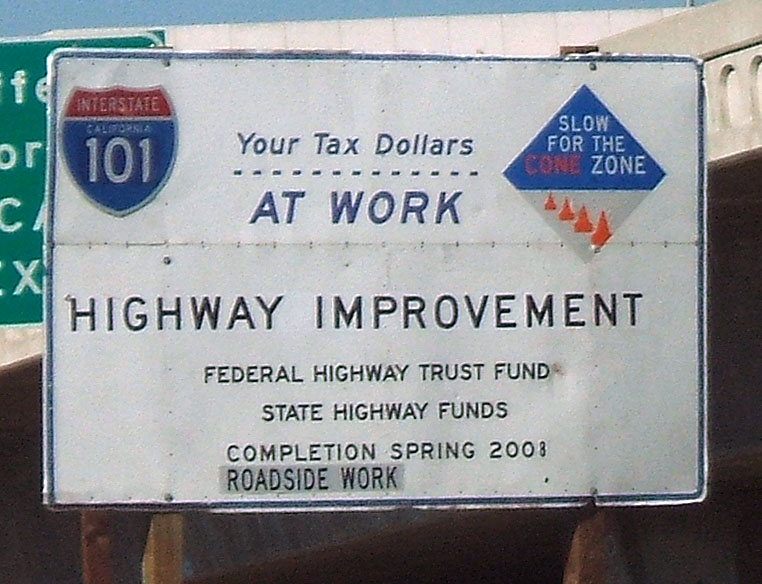 INTERSTATE
CALIFORNIA
101
Your Tax Dollars
AT WORK
SLOW
FOR THE
CONE ZONE
HIGHWAY IMPROVEMENT
FEDERAL HIGHWAY TRUST FUND
STATE HIGHWAY FUNDS
COMPLETION SPRING 2008
ROADSIDE WORK